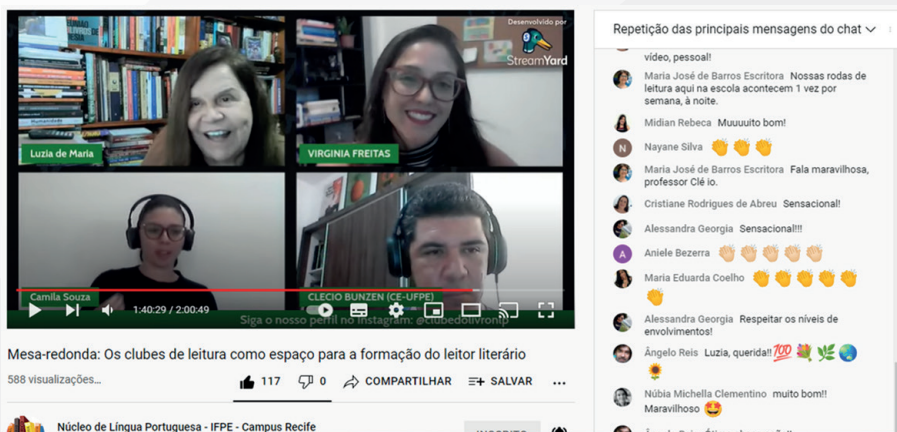 Desenvolvido por
StreamYard
Luzia de Maria
VIRGINIA FREITAS
Camila Souza
CLECIO BUNZEN (CE-UFPE)
1:40:29 / 2:00:49
Siga o nosso perfil no Instagram: @clubedolivronlp
Mesa-redonda: Os clubes de leitura como espaço para a formação do leitor literário
588 visualizações...
117
0
COMPARTILHAR
SALVAR
Núcleo de Língua Portuguesa - IFPE - Campus Recife
INSCRITO
Repetição das principais mensagens do chat
vídeo, pessoal!
Maria José de Barros Escritora Nossas rodas de
leitura aqui na escola acontecem 1 vez por
semana, à noite.
Midian Rebeca Muuuuito bom!
N
Nayane Silva 👏👏👏
Maria José de Barros Escritora Fala maravilhosa,
professor Clé io.
Cristiane Rodrigues de Abreu Sensacional!
Alessandra Georgia Sensacional!!!
A
Aniele Bezerra 👏🏻👏🏻👏🏻👏🏻👏🏻
Maria Eduarda Coelho 👏👏👏👏👏
👏
Alessandra Georgia Respeitar os níveis de
envolvimentos!
Ângelo Reis Luzia, querida!! 💯💐🌿🌏
🌻
Núbia Michella Clementino muito bom!!
Maravilhoso 🤩